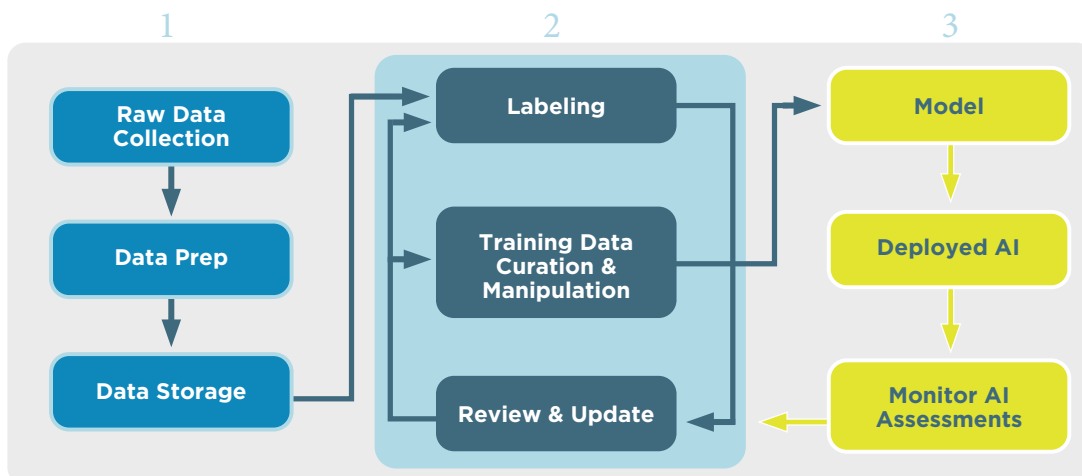 1
2
3
Raw Data
Collection
Data Prep
Data Storage
Labeling
Training Data
Curation &
Manipulation
Review & Update
Model
Deployed AI
Monitor AI
Assessments